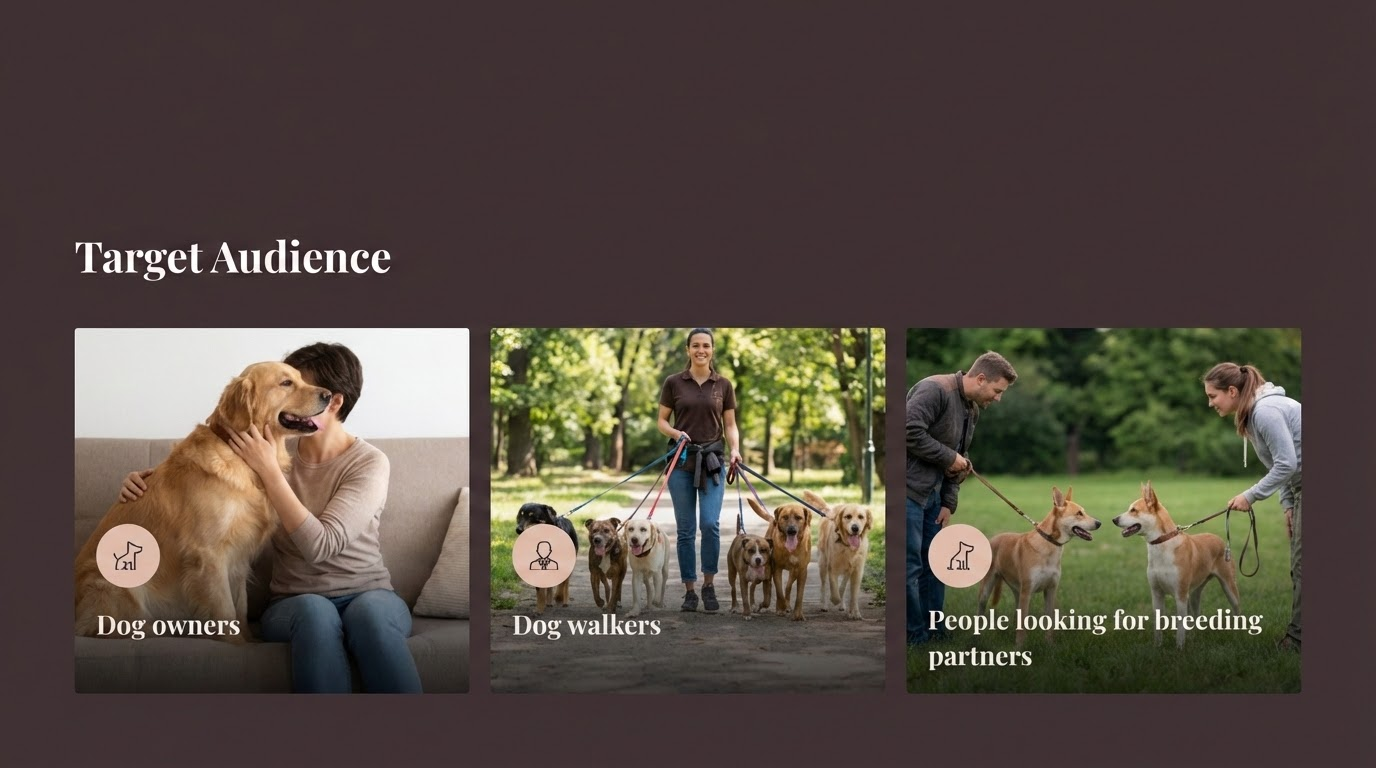 Target Audience
Dog owners
Dog walkers
People looking for breeding
partners